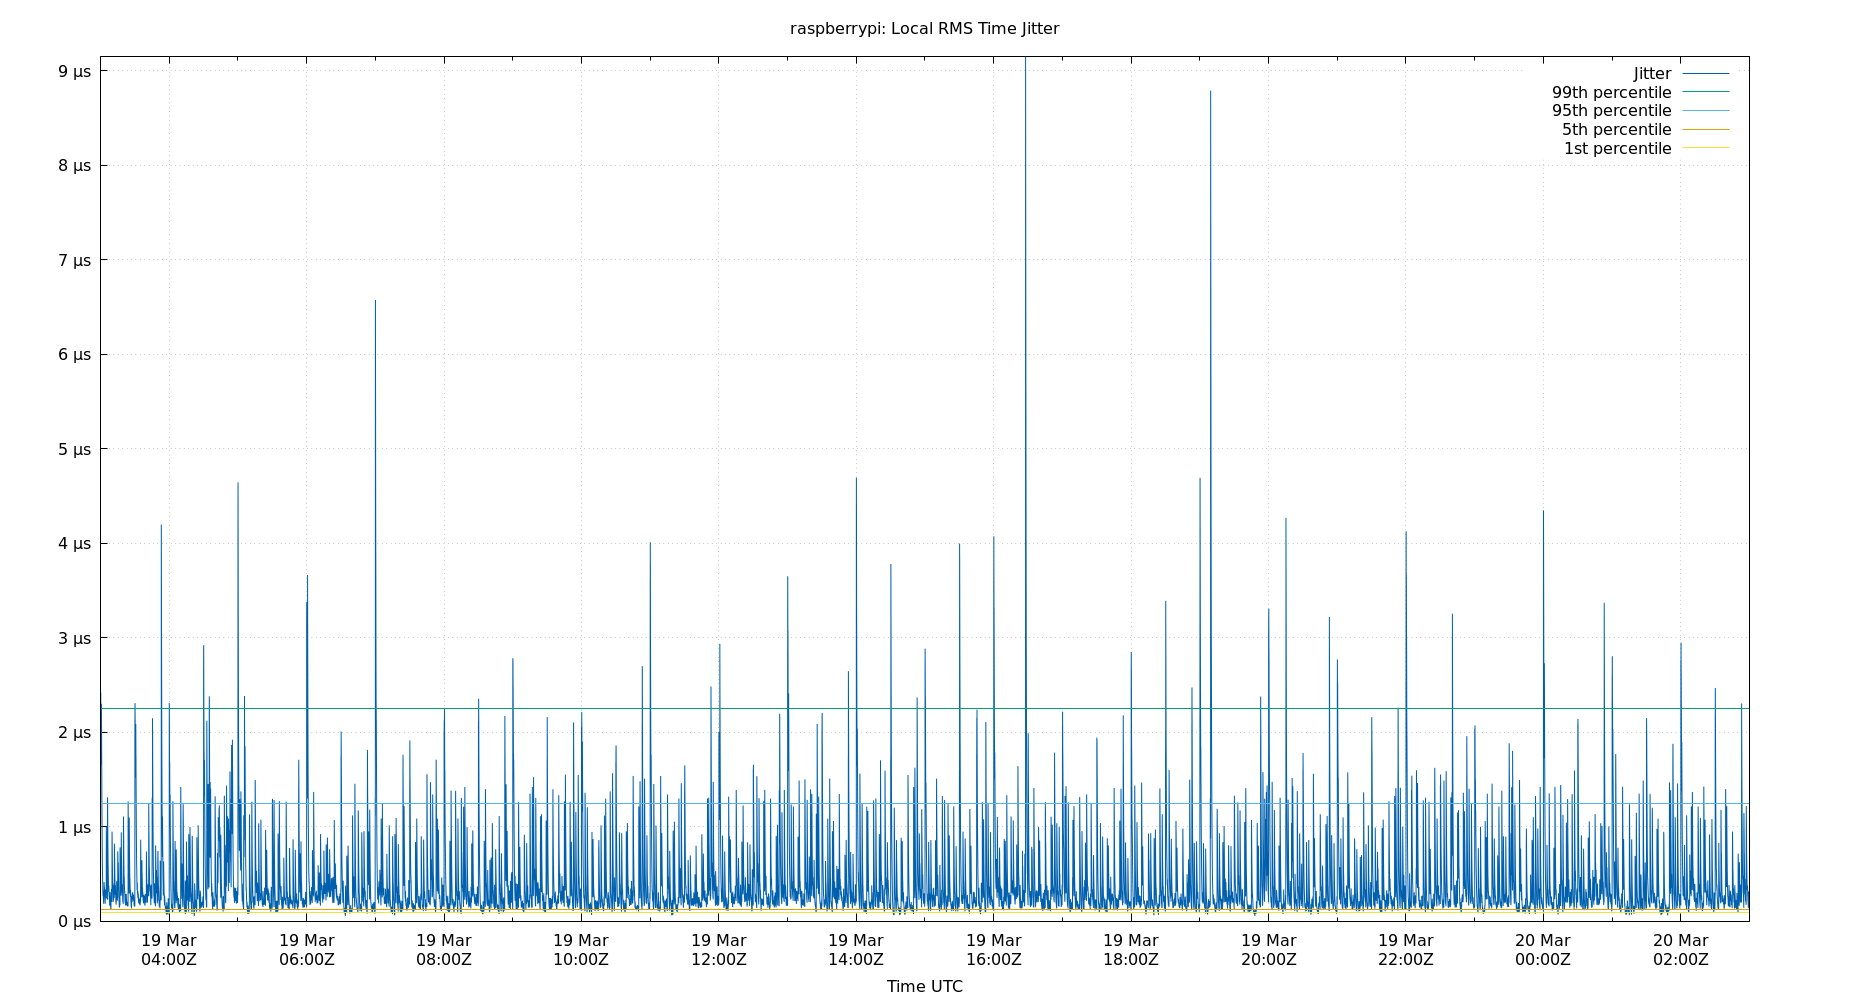 raspberrypi: Local RMS Time Jitter
9 µs
8 µs
7 µs
6 µs
5 µs
4 µs
3 µs
2 µs
1 µs
0 µs
Jitter
99th percentile
95th percentile
5th percentile
1st percentile
19 Mar
04:00Z
19 Mar
06:00Z
19 Mar
08:00Z
19 Mar
10:00Z
19 Mar
12:00Z
19 Mar
14:00Z
19 Mar
16:00Z
19 Mar
18:00Z
19 Mar
20:00Z
19 Mar
22:00Z
20 Mar
00:00Z
20 Mar
02:00Z
Time UTC